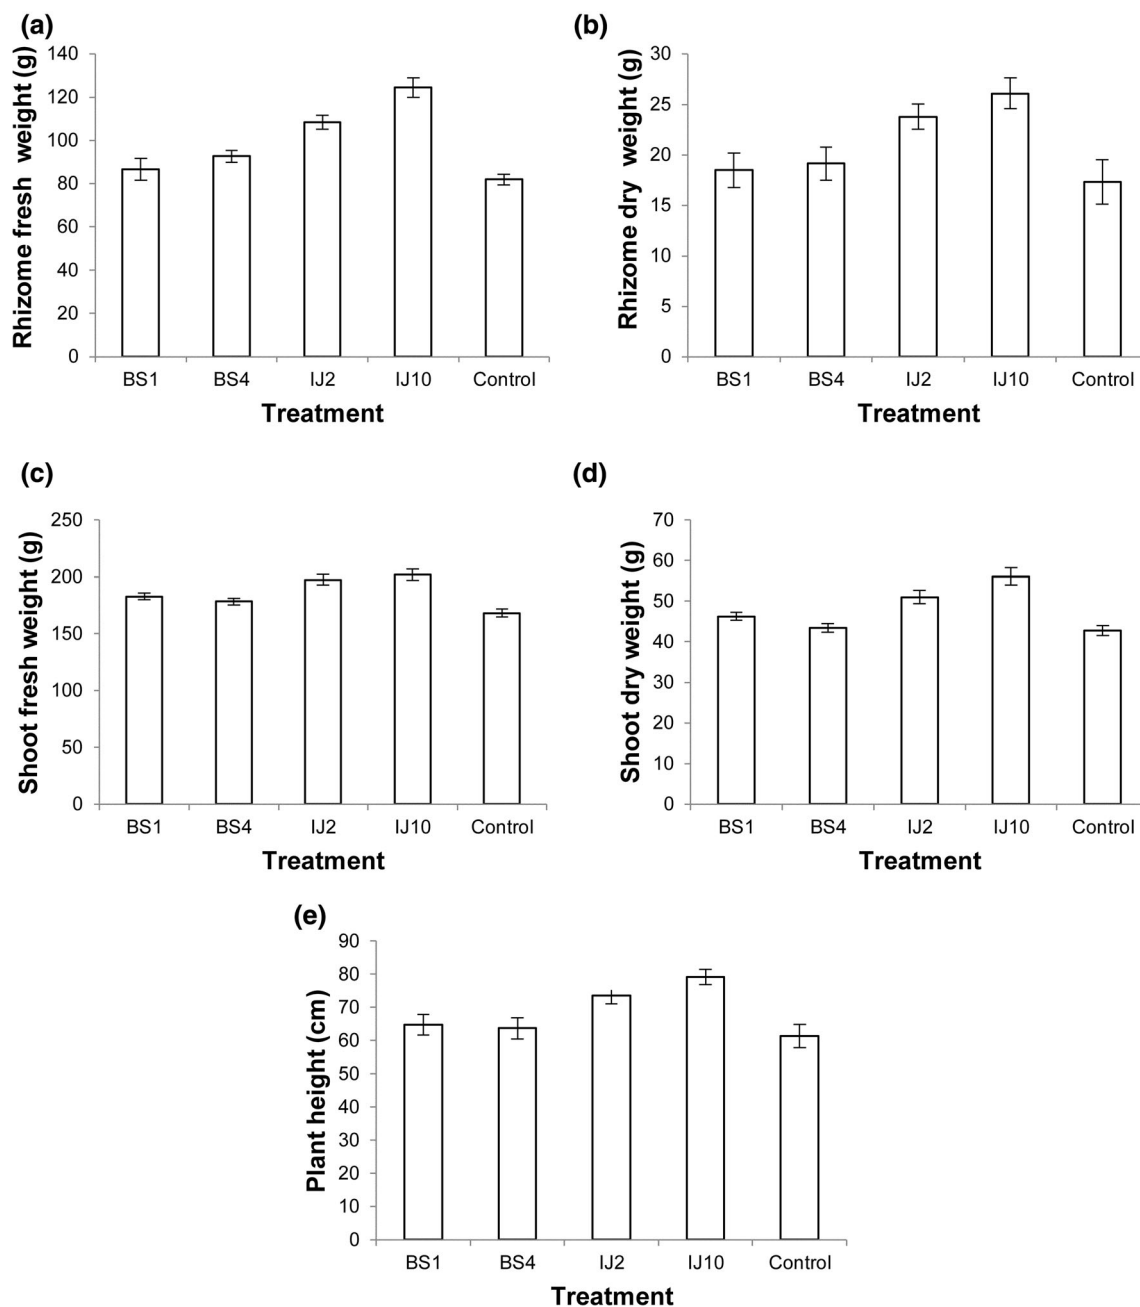 (a)
Rhizome fresh weight (g)
140
120
100
80
60
40
20
0
BS1 BS4 IJ2 IJ10 Control
Treatment
(b)
Rhizome dry weight (g)
30
25
20
15
10
5
0
BS1 BS4 IJ2 IJ10 Control
Treatment
(c)
Shoot fresh weight (g)
250
200
150
100
50
0
BS1 BS4 IJ2 IJ10 Control
Treatment
(d)
Shoot dry weight (g)
70
60
50
40
30
20
10
0
BS1 BS4 IJ2 IJ10 Control
Treatment
(e)
Plant height (cm)
90
80
70
60
50
40
30
20
10
0
BS1 BS4 IJ2 IJ10 Control
Treatment